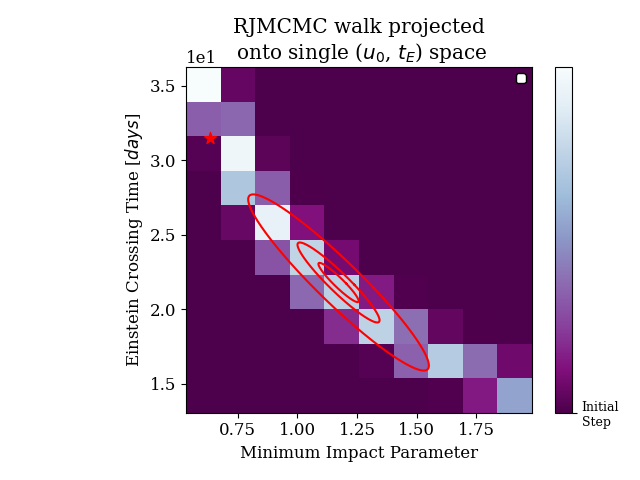 RJMCMC walk projected
onto single (u₀, t_E) space
1e1
3.5
3.0
2.5
2.0
1.5
Einstein Crossing Time [days]
0.75
1.00
1.25
1.50
1.75
Minimum Impact Parameter
Initial
Step